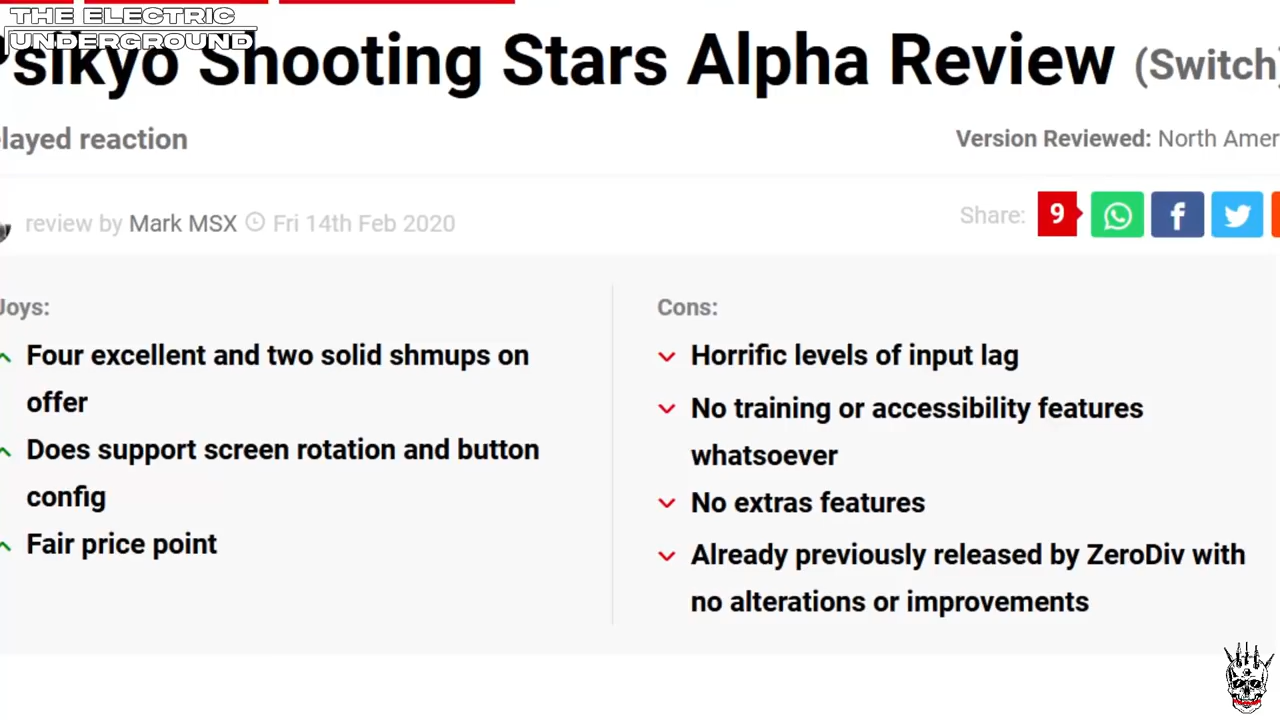 THE ELECTRIC
UNDERGROUND
Psikyo Shooting Stars Alpha Review (Switch)
elayed reaction
Version Reviewed: North Amer
review by Mark MSX Fri 14th Feb 2020
Share: 9
Joys:
Four excellent and two solid shmups on
offer
Does support screen rotation and button
config
Fair price point
Cons:
Horrific levels of input lag
No training or accessibility features
whatsoever
No extras features
Already previously released by ZeroDiv with
no alterations or improvements